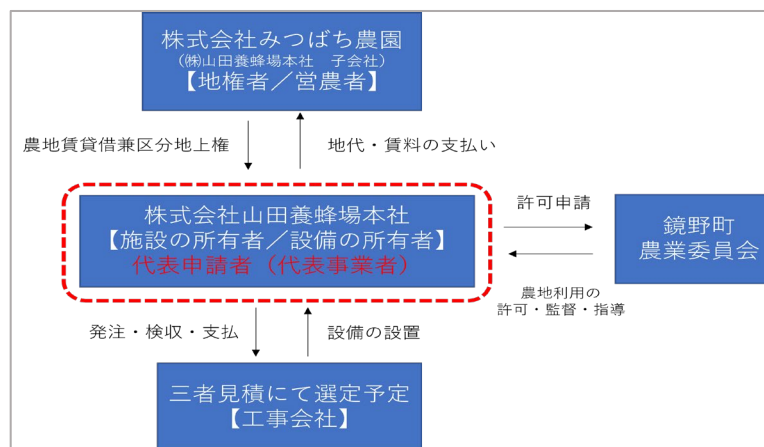 株式会社みつばち農園
(㈱山田養蜂場本社　子会社)
【地権者／営農者】
農地賃貸借兼区分地上権
地代・賃料の支払い
株式会社山田養蜂場本社
【施設の所有者／設備の所有者】
代表申請者（代表事業者）
許可申請
鏡野町
農業委員会
農地利用の
許可・監督・指導
発注・検収・支払
設備の設置
三者見積にて選定予定
【工事会社】